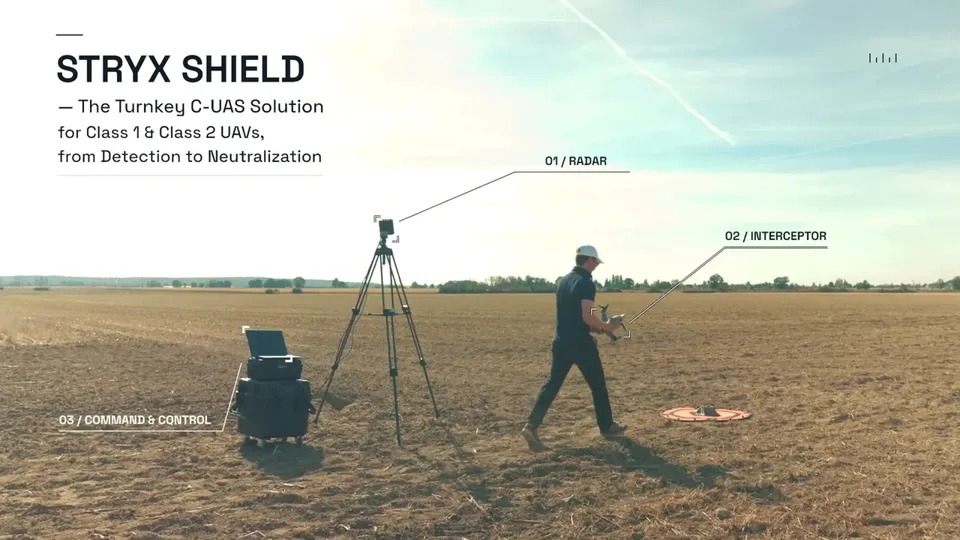 STRYX SHIELD
— The Turnkey C-UAS Solution
for Class 1 & Class 2 UAVs,
from Detection to Neutralization
01 / RADAR
02 / INTERCEPTOR
03 / COMMAND & CONTROL